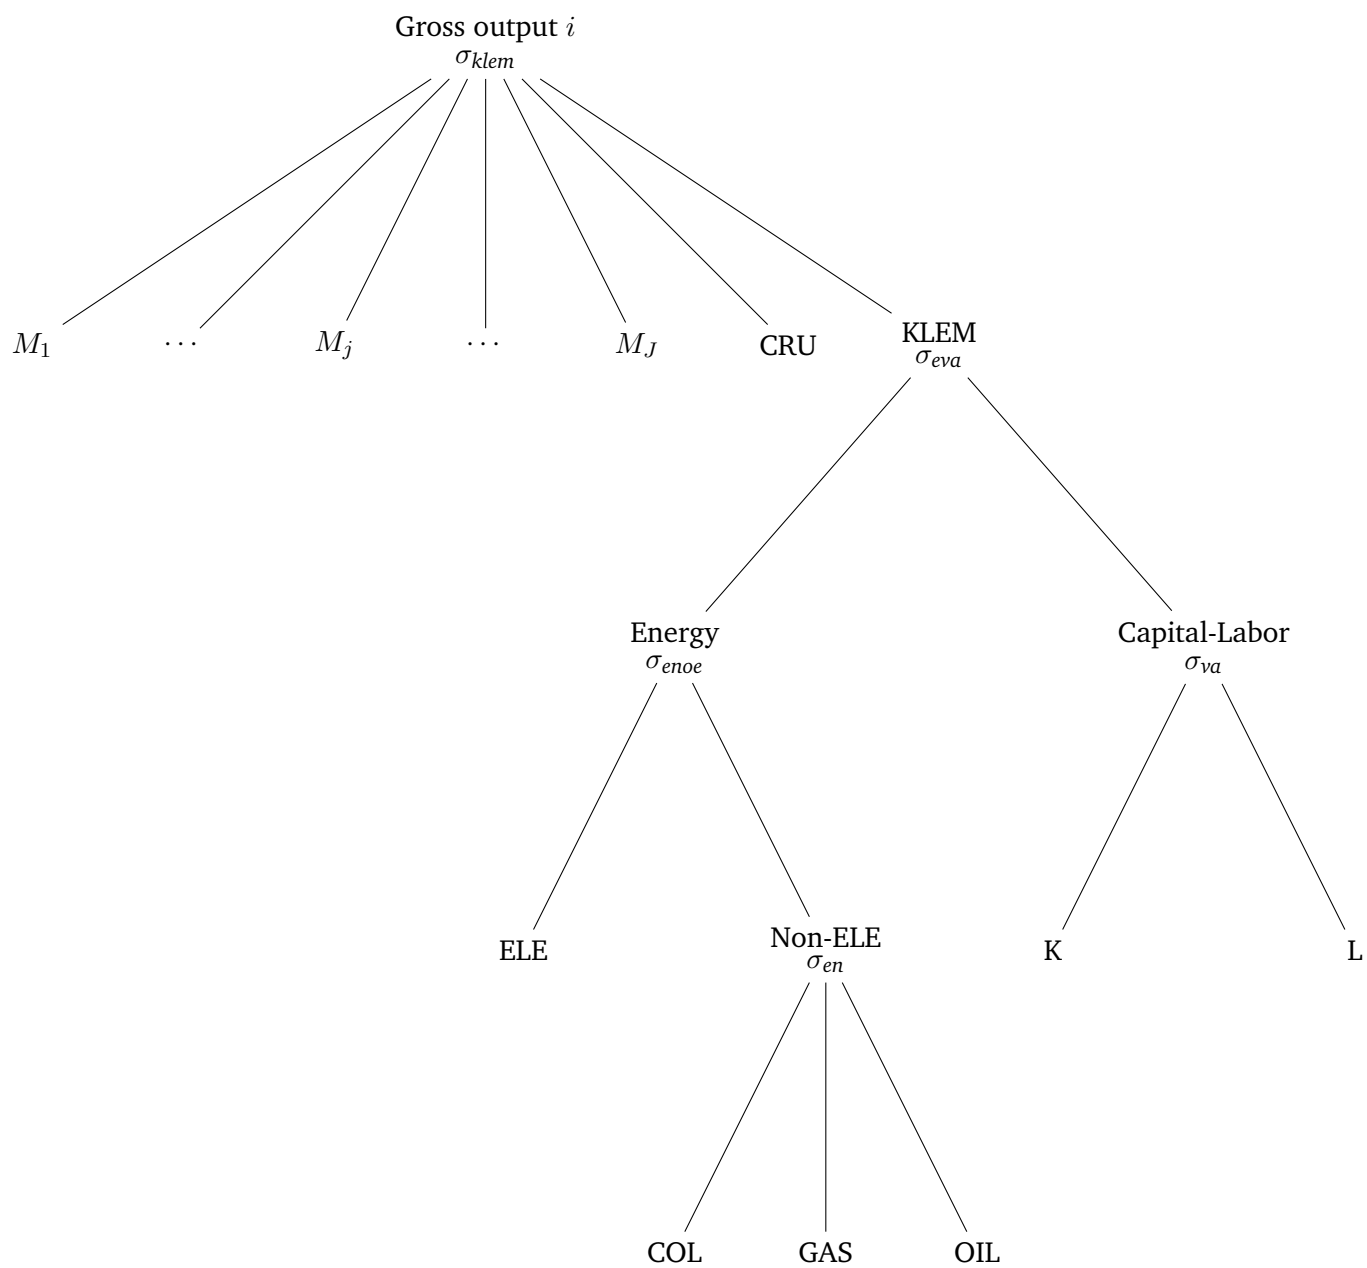 Gross output i
σklem
M1
⋯
Mj
⋯
MJ
CRU
KLEM
σeva
Energy
σenoe
Capital-Labor
σva
ELE
Non-ELE
σen
K
L
COL
GAS
OIL